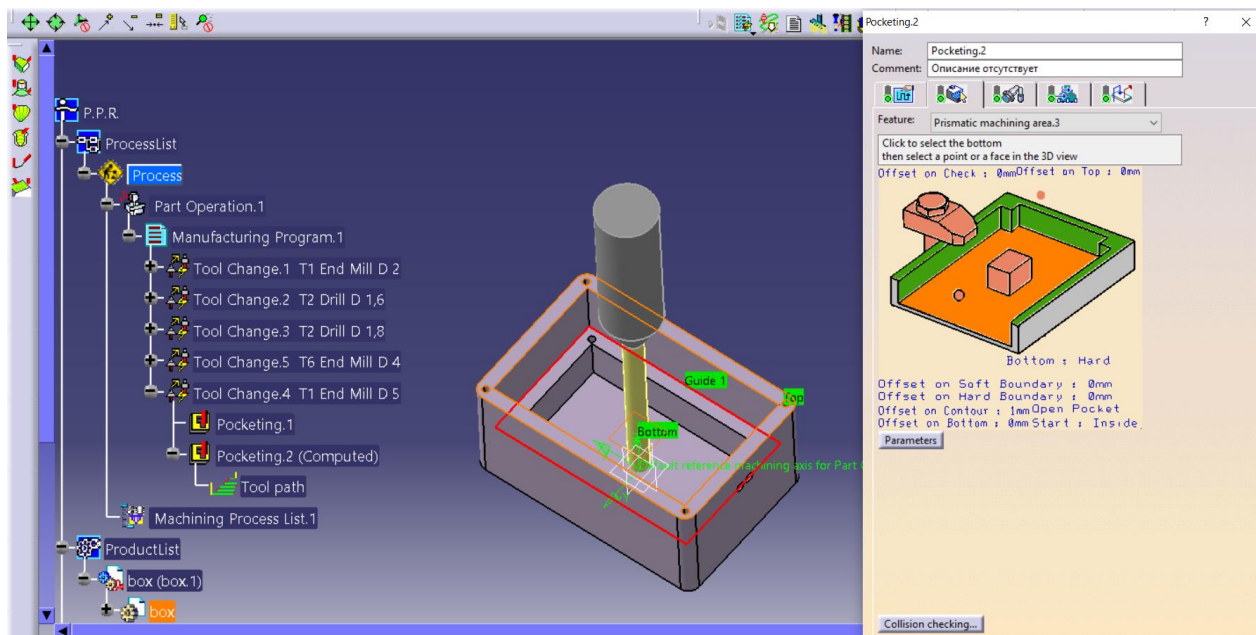 P.P.R.
ProcessList
Process
Part Operation.1
Manufacturing Program.1
Tool Change.1 T1 End Mill D 2
Tool Change.2 T2 Drill D 1,6
Tool Change.3 T2 Drill D 1,8
Tool Change.5 T6 End Mill D 4
Tool Change.4 T1 End Mill D 5
Pocketing.1
Pocketing.2 (Computed)
Tool path
Machining Process List.1
ProductList
box (box.1)
box
Guide 1
Top
Bottom
reference machining axis for Part
Pocketing.2
? X
Name: Pocketing.2
Comment: Описание отсутствует
Feature: Prismatic machining area.3
Click to select the bottom
then select a point or a face in the 3D view
Offset on Check : 0mm Offset on Top : 0mm
Bottom : Hard
Offset on Soft Boundary : 0mm
Offset on Hard Boundary : 0mm
Offset on Contour : 1mm Open Pocket
Offset on Bottom : 0mm Start : Inside
Parameters
Collision checking...